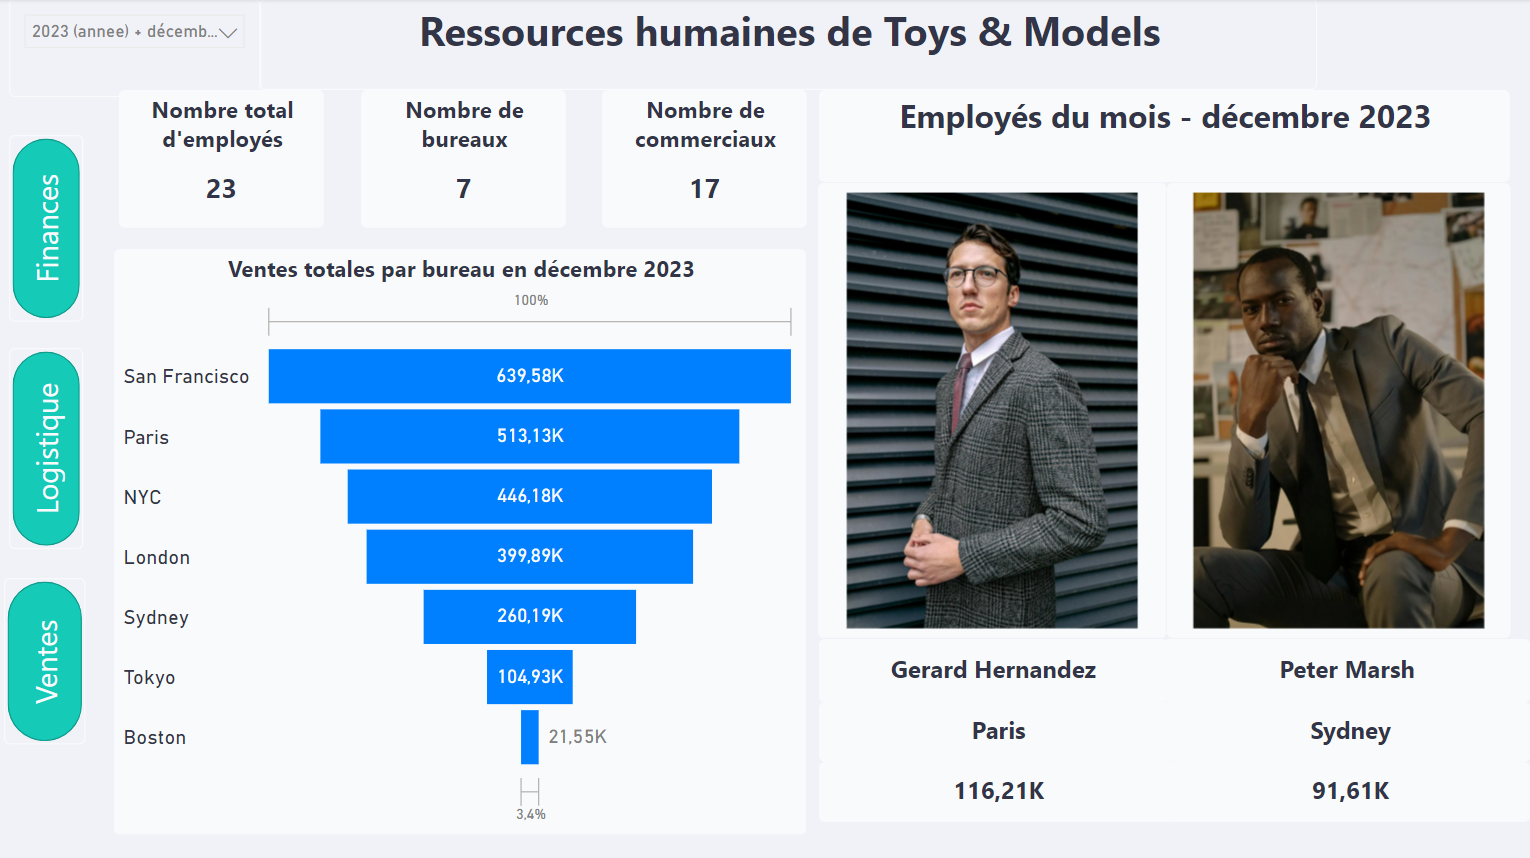 2023 (annee) + décemb...
Ressources humaines de Toys & Models
Finances
Logistique
Ventes
Nombre total
d'employés
23
Nombre de
bureaux
7
Nombre de
commerciaux
17
Ventes totales par bureau en décembre 2023
100%
San Francisco
639,58K
Paris
513,13K
NYC
446,18K
London
399,89K
Sydney
260,19K
Tokyo
104,93K
Boston
21,55K
3,4%
Employés du mois - décembre 2023
Gerard Hernandez
Peter Marsh
Paris
Sydney
116,21K
91,61K